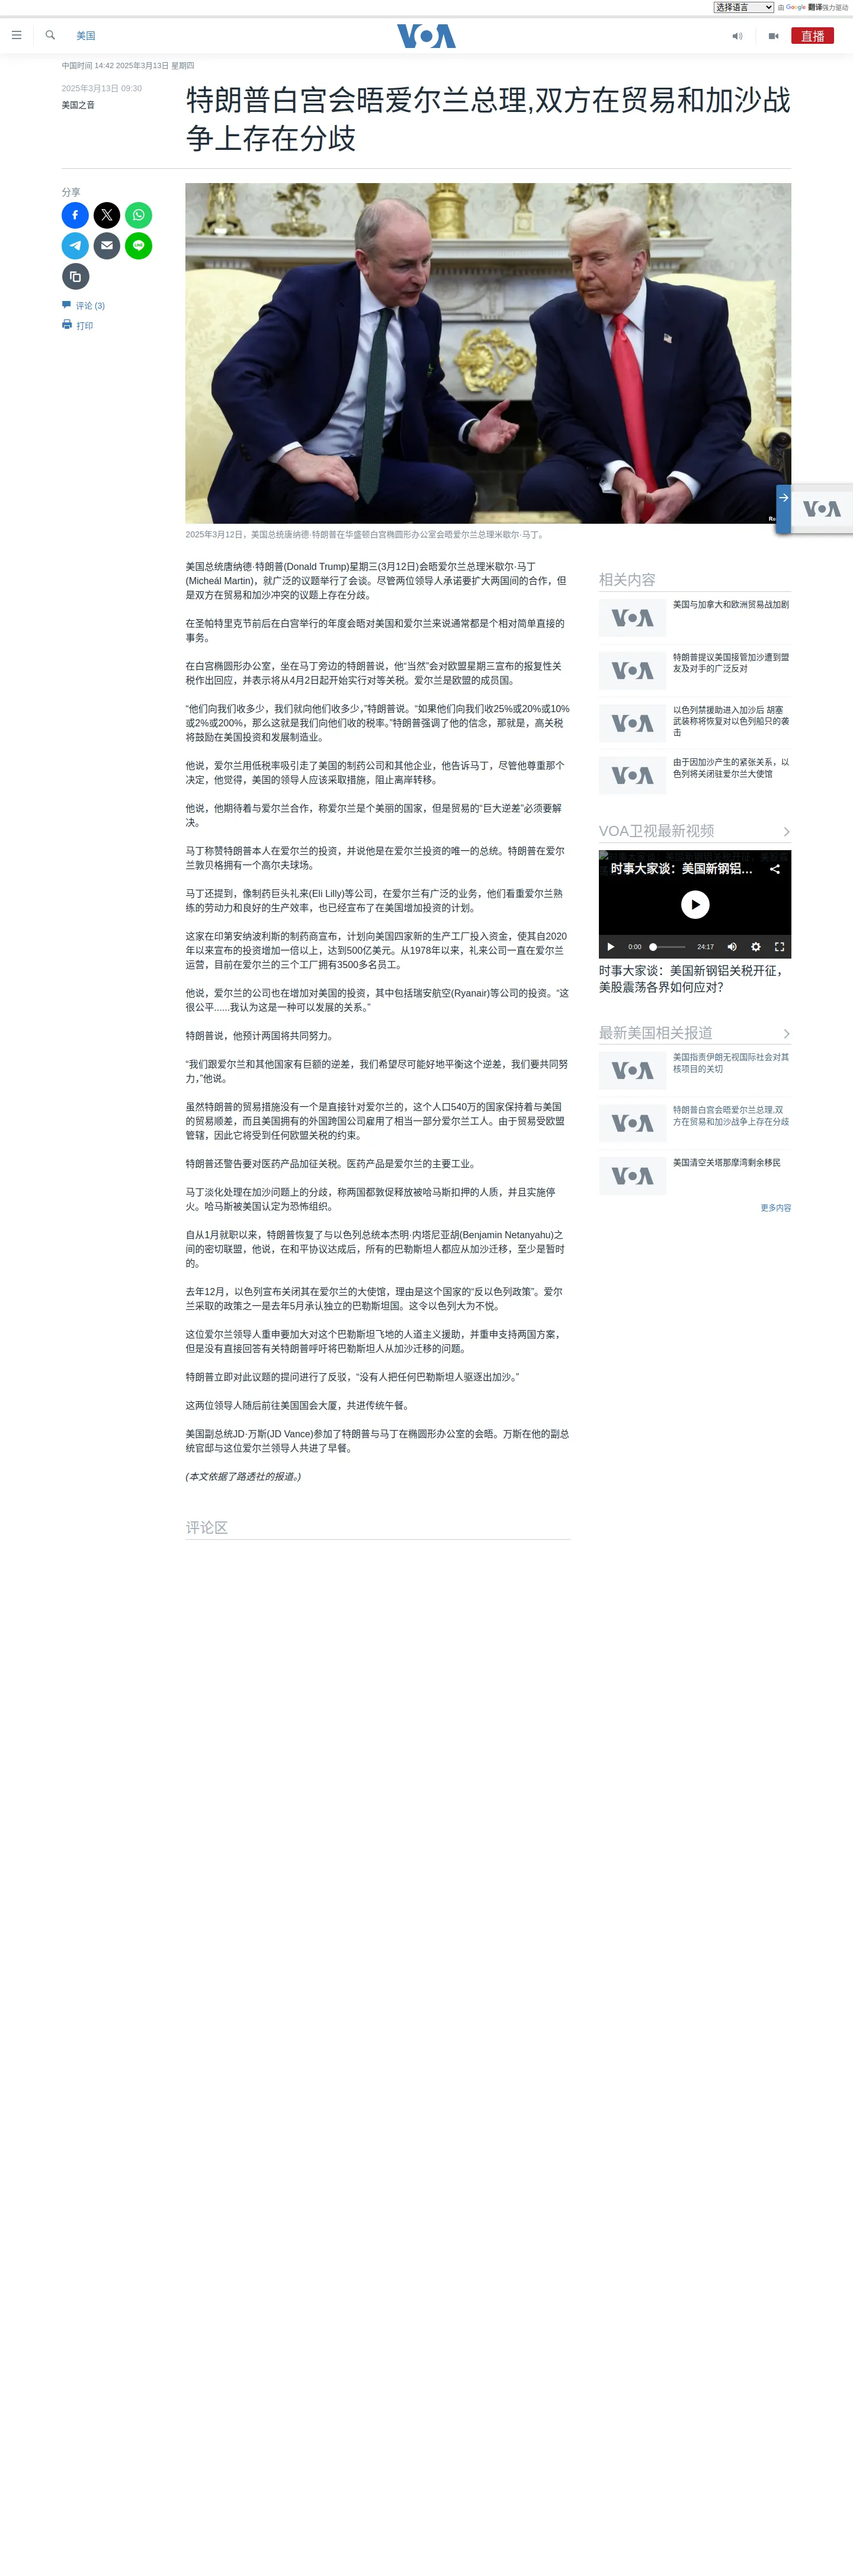 选择语言 由 Google 翻译强力驱动
美国
VOA
直播
中国时间 14:42 2025年3月13日 星期四
2025年3月13日 09:30
美国之音
特朗普白宫会晤爱尔兰总理,双方在贸易和加沙战
争上存在分歧
分享
评论 (3)
打印
Re
VOA
2025年3月12日，美国总统唐纳德·特朗普在华盛顿白宫椭圆形办公室会晤爱尔兰总理米歇尔·马丁。
美国总统唐纳德·特朗普(Donald Trump)星期三(3月12日)会晤爱尔兰总理米歇尔·马丁
(Micheál Martin)，就广泛的议题举行了会谈。尽管两位领导人承诺要扩大两国间的合作，但
是双方在贸易和加沙冲突的议题上存在分歧。
在圣帕特里克节前后在白宫举行的年度会晤对美国和爱尔兰来说通常都是个相对简单直接的
事务。
在白宫椭圆形办公室，坐在马丁旁边的特朗普说，他“当然”会对欧盟星期三宣布的报复性关
税作出回应，并表示将从4月2日起开始实行对等关税。爱尔兰是欧盟的成员国。
“他们向我们收多少，我们就向他们收多少，”特朗普说。“如果他们向我们收25%或20%或10%
或2%或200%，那么这就是我们向他们收的税率。”特朗普强调了他的信念，那就是，高关税
将鼓励在美国投资和发展制造业。
他说，爱尔兰用低税率吸引走了美国的制药公司和其他企业，他告诉马丁，尽管他尊重那个
决定，他觉得，美国的领导人应该采取措施，阻止离岸转移。
他说，他期待着与爱尔兰合作，称爱尔兰是个美丽的国家，但是贸易的“巨大逆差”必须要解
决。
马丁称赞特朗普本人在爱尔兰的投资，并说他是在爱尔兰投资的唯一的总统。特朗普在爱尔
兰敦贝格拥有一个高尔夫球场。
马丁还提到，像制药巨头礼来(Eli Lilly)等公司，在爱尔兰有广泛的业务，他们看重爱尔兰熟
练的劳动力和良好的生产效率，也已经宣布了在美国增加投资的计划。
这家在印第安纳波利斯的制药商宣布，计划向美国四家新的生产工厂投入资金，使其自2020
年以来宣布的投资增加一倍以上，达到500亿美元。从1978年以来，礼来公司一直在爱尔兰
运营，目前在爱尔兰的三个工厂拥有3500多名员工。
他说，爱尔兰的公司也在增加对美国的投资，其中包括瑞安航空(Ryanair)等公司的投资。“这
很公平......我认为这是一种可以发展的关系。”
特朗普说，他预计两国将共同努力。
“我们跟爱尔兰和其他国家有巨额的逆差，我们希望尽可能好地平衡这个逆差，我们要共同努
力，”他说。
虽然特朗普的贸易措施没有一个是直接针对爱尔兰的，这个人口540万的国家保持着与美国
的贸易顺差，而且美国拥有的外国跨国公司雇用了相当一部分爱尔兰工人。由于贸易受欧盟
管辖，因此它将受到任何欧盟关税的约束。
特朗普还警告要对医药产品加征关税。医药产品是爱尔兰的主要工业。
马丁淡化处理在加沙问题上的分歧，称两国都敦促释放被哈马斯扣押的人质，并且实施停
火。哈马斯被美国认定为恐怖组织。
自从1月就职以来，特朗普恢复了与以色列总统本杰明·内塔尼亚胡(Benjamin Netanyahu)之
间的密切联盟，他说，在和平协议达成后，所有的巴勒斯坦人都应从加沙迁移，至少是暂时
的。
去年12月，以色列宣布关闭其在爱尔兰的大使馆，理由是这个国家的“反以色列政策”。爱尔
兰采取的政策之一是去年5月承认独立的巴勒斯坦国。这令以色列大为不悦。
这位爱尔兰领导人重申要加大对这个巴勒斯坦飞地的人道主义援助，并重申支持两国方案，
但是没有直接回答有关特朗普呼吁将巴勒斯坦人从加沙迁移的问题。
特朗普立即对此议题的提问进行了反驳，“没有人把任何巴勒斯坦人驱逐出加沙。”
这两位领导人随后前往美国国会大厦，共进传统午餐。
美国副总统JD·万斯(JD Vance)参加了特朗普与马丁在椭圆形办公室的会晤。万斯在他的副总
统官邸与这位爱尔兰领导人共进了早餐。
(本文依据了路透社的报道。)
评论区
相关内容
VOA
美国与加拿大和欧洲贸易战加剧
VOA
特朗普提议美国接管加沙遭到盟
友及对手的广泛反对
VOA
以色列禁援助进入加沙后 胡塞
武装称将恢复对以色列船只的袭
击
VOA
由于因加沙产生的紧张关系，以
色列将关闭驻爱尔兰大使馆
VOA卫视最新视频
时事大家谈：美国新钢铝...
0:00
24:17
时事大家谈：美国新钢铝关税开征，
美股震荡各界如何应对？
最新美国相关报道
VOA
美国指责伊朗无视国际社会对其
核项目的关切
VOA
特朗普白宫会晤爱尔兰总理,双
方在贸易和加沙战争上存在分歧
VOA
美国清空关塔那摩湾剩余移民
更多内容